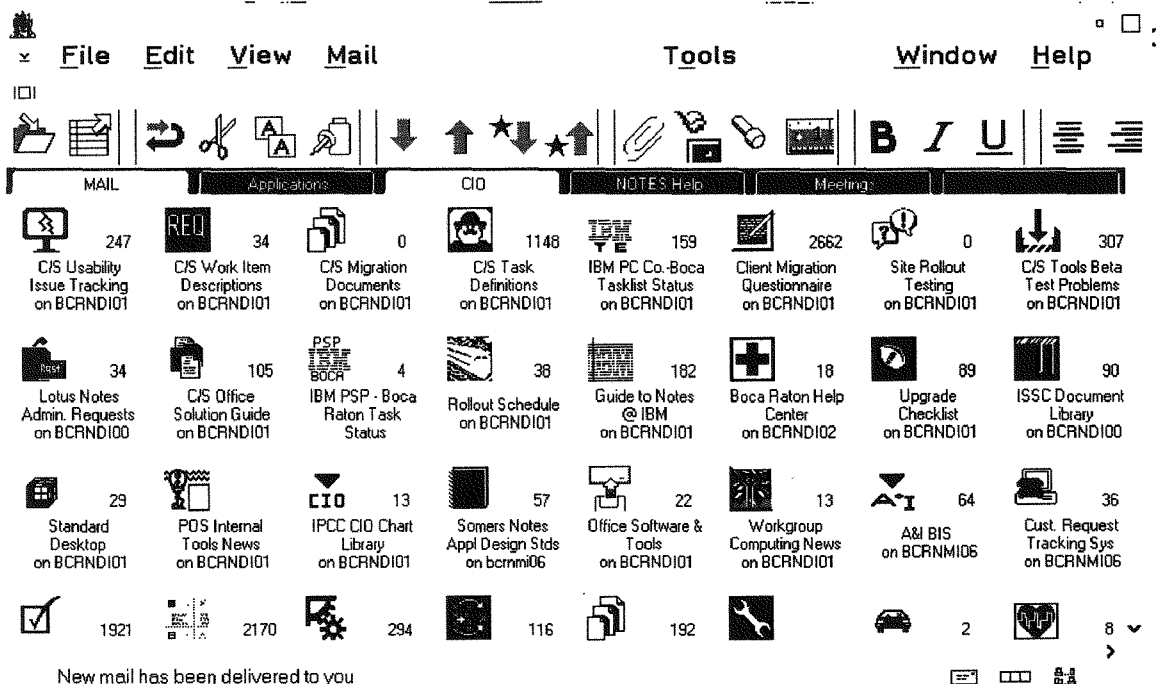 File Edit View Mail Tools Window Help
B I U
MAIL Applications CIO NOTES Help Meetings
REQ
247 34 0 1148 159 2662 0 307
C/S Usability Issue Tracking on BCRNDI01
C/S Work Item Descriptions on BCRNDI01
C/S Migration Documents on BCRNDI01
C/S Task Definitions on BCRNDI01
IBM PC Co.-Boca Tasklist Status on BCRNDI01
Client Migration Questionnaire on BCRNDI01
Site Rollout Testing on BCRNDI01
C/S Tools Beta Test Problems on BCRNDI01
PSP
IBM
BOCA
34 105 4 38 182 18 89 90
Lotus Notes Admin. Requests on BCRNDI00
C/S Office Solution Guide on BCRNDI01
IBM PSP - Boca Raton Task Status
Rollout Schedule on BCRNDI01
Guide to Notes @ IBM on BCRNDI01
Boca Raton Help Center on BCRNDI02
Upgrade Checklist on BCRNDI01
ISSC Document Library on BCRNDI00
CIO
29 13 57 22 13 64 36
Standard Desktop on BCRNDI01
POS Internal Tools News on BCRNDI01
IPCC CIO Chart Library on BCRNDI01
Somers Notes Appl Design Stds on bcrnmi06
Office Software & Tools on BCRNDI01
Workgroup Computing News on BCRNDI01
A&I BIS on BCRNMI06
Cust. Request Tracking Sys on BCRNMI06
1921 2170 294 116 192 2 8
New mail has been delivered to you